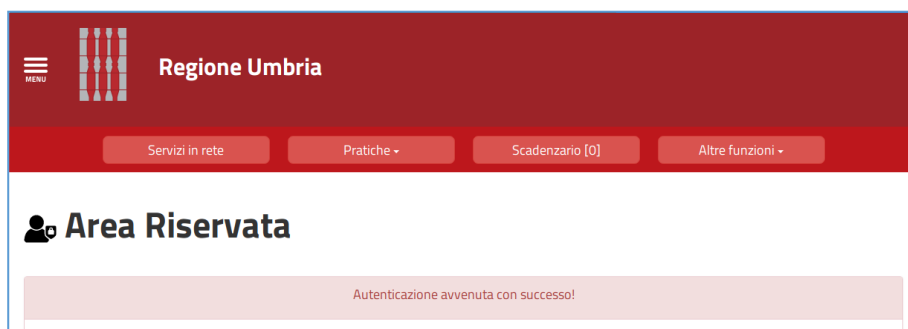 MENU
Regione Umbria
Servizi in rete
Pratiche
Scadenzario [0]
Altre funzioni
Area Riservata
Autenticazione avvenuta con successo!